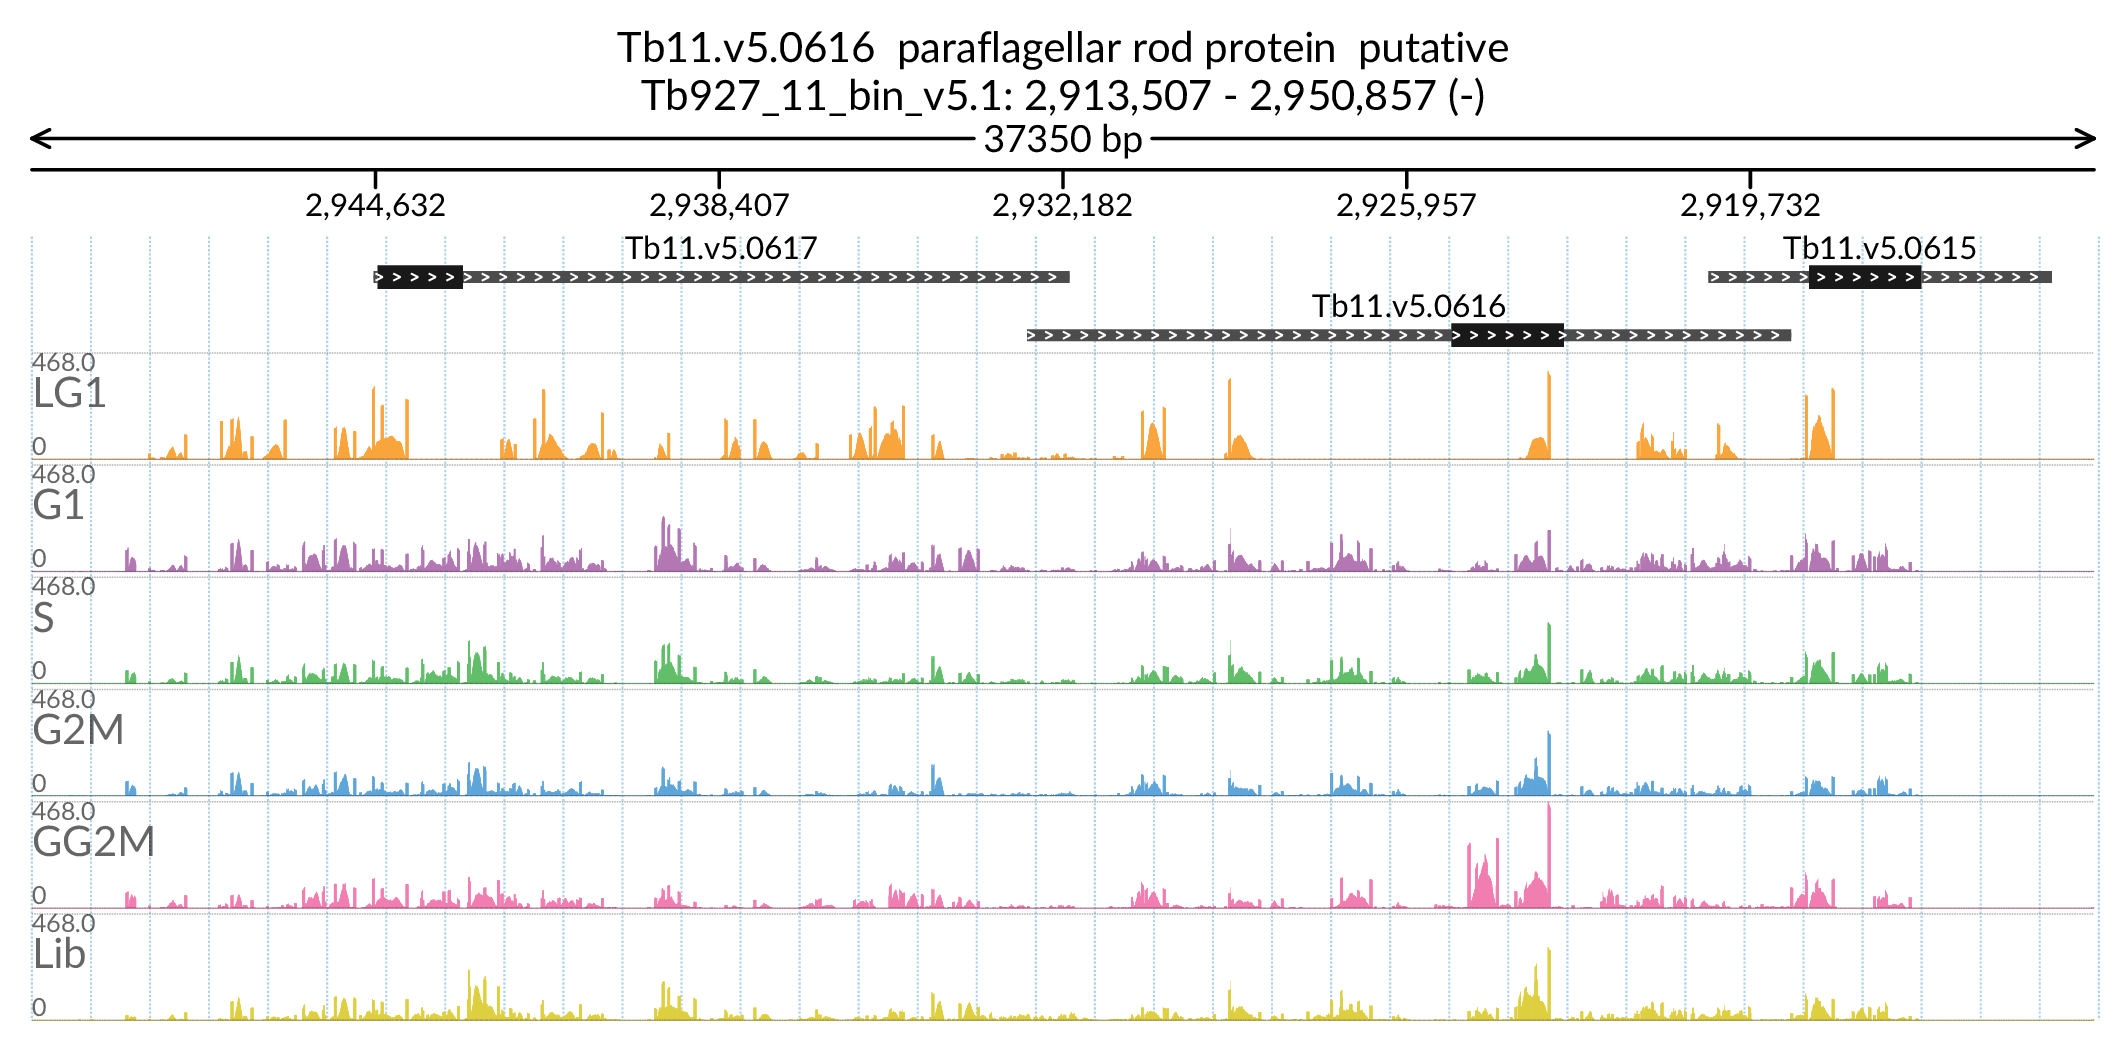 Tb11.v5.0616  paraflagellar rod protein  putative
Tb927_11_bin_v5.1: 2,913,507 - 2,950,857 (-)
37350 bp
2,944,632 2,938,407 2,932,182 2,925,957 2,919,732
Tb11.v5.0617 Tb11.v5.0615
Tb11.v5.0616
468.0
LG1
0
468.0
G1
0
468.0
S
0
468.0
G2M
0
468.0
GG2M
0
468.0
Lib
0